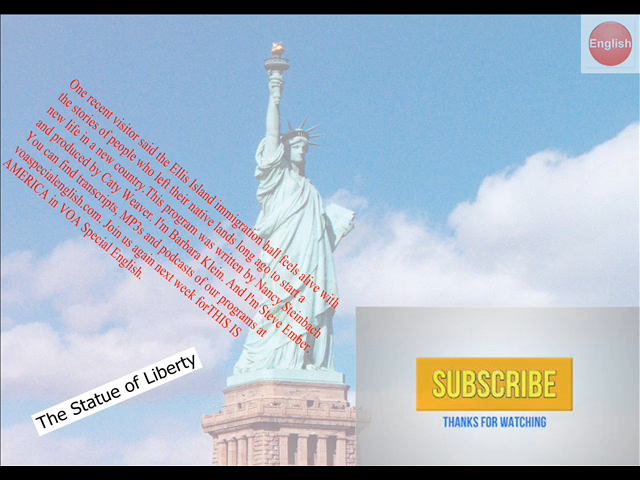 English
One recent visitor said the Ellis Island immigration hall feels alive with
the stories of people who left their native lands long ago to start a
new life in a new country.This program was written by Nancy Steinbach
and produced by Caty Weaver. I'm Barbara Klein. And I'm Steve Ember.
You can find transcripts, MP3s and podcasts of our programs at
voaspecialenglish.com. Join us again next week forTHIS IS
AMERICA in VOA Special English.
The Statue of Liberty
SUBSCRIBE
THANKS FOR WATCHING